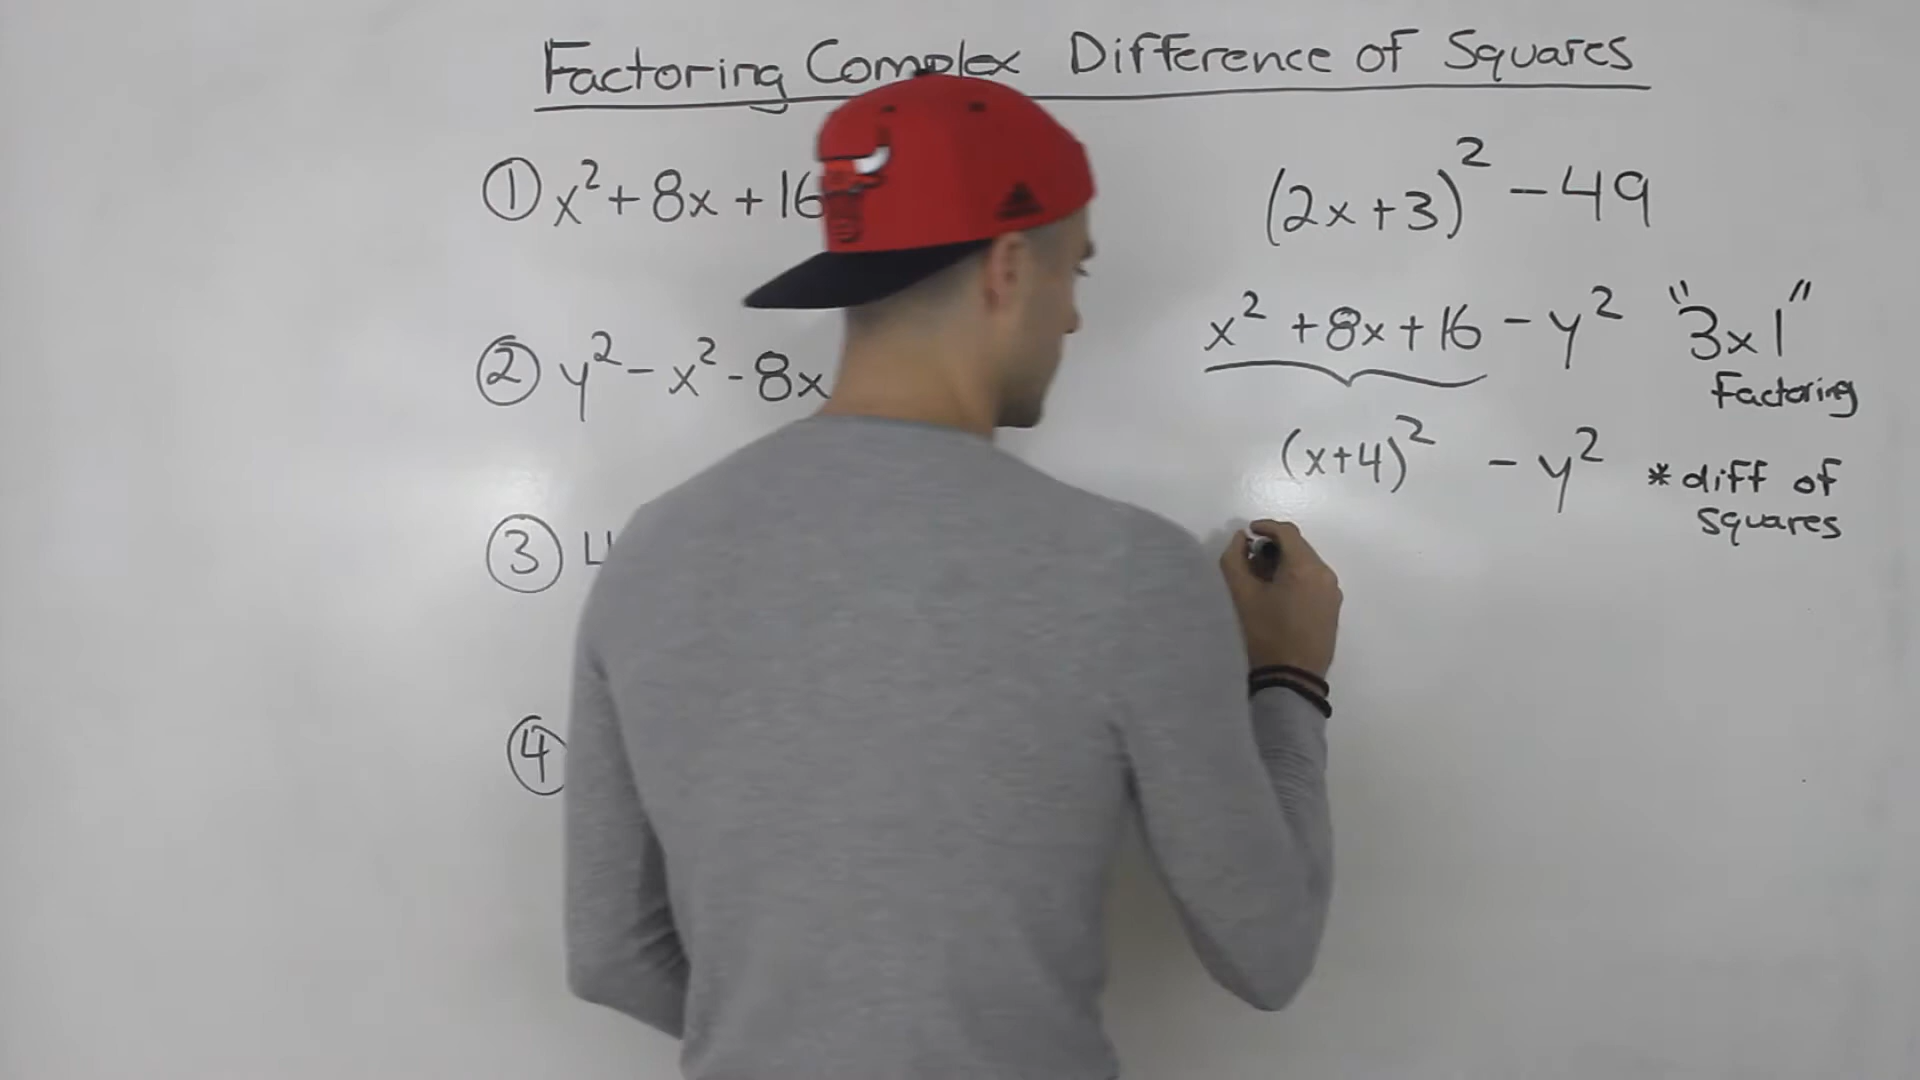 Factoring Complex Difference of Squares
① x² + 8x + 16
② y² - x² - 8x
③ 4
④
(2x + 3)² - 49
x² + 8x + 16 - y² "3x1"
Factoring
(x+4)² - y² * diff of
squares